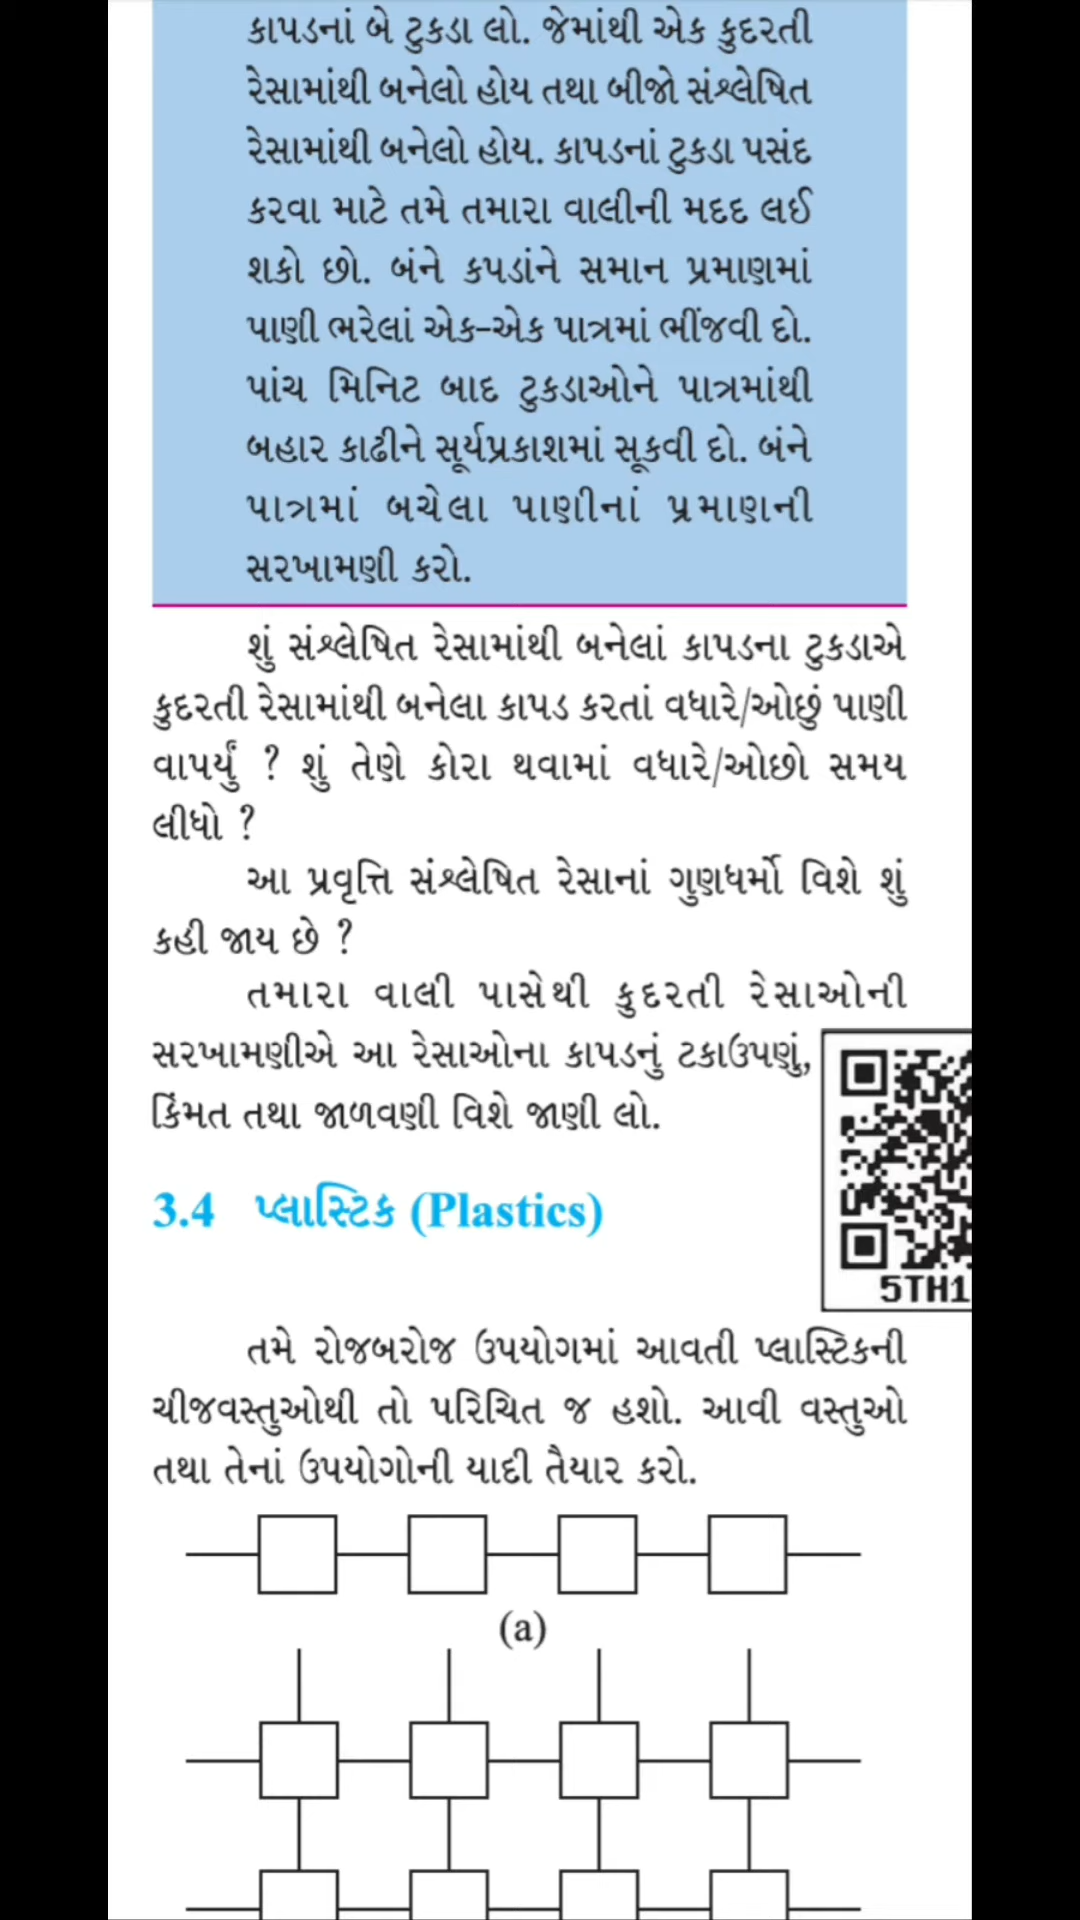 કાપડનાં બે ટુકડા લો. જેમાંથી એક કુદરતી
રેસામાંથી બનેલો હોય તથા બીજો સંશ્લેષિત
રેસામાંથી બનેલો હોય. કાપડનાં ટુકડા પસંદ
કરવા માટે તમે તમારા વાલીની મદદ લઈ
શકો છો. બંને કપડાંને સમાન પ્રમાણમાં
પાણી ભરેલાં એક-એક પાત્રમાં ભીંજવી દો.
પાંચ મિનિટ બાદ ટુકડાઓને પાત્રમાંથી
બહાર કાઢીને સૂર્યપ્રકાશમાં સૂકવી દો. બંને
પાત્રમાં બચેલા પાણીનાં પ્રમાણની
સરખામણી કરો.
શું સંશ્લેષિત રેસામાંથી બનેલાં કાપડના ટુકડાએ
કુદરતી રેસામાંથી બનેલા કાપડ કરતાં વધારે/ઓછું પાણી
વાપર્યું ? શું તેણે કોરા થવામાં વધારે/ઓછો સમય
લીધો ?
આ પ્રવૃત્તિ સંશ્લેષિત રેસાનાં ગુણધર્મો વિશે શું
કહી જાય છે ?
તમારા વાલી પાસેથી કુદરતી રેસાઓની
સરખામણીએ આ રેસાઓના કાપડનું ટકાઉપણું,
કિંમત તથા જાળવણી વિશે જાણી લો.
3.4 પ્લાસ્ટિક (Plastics)
5TH1
તમે રોજબરોજ ઉપયોગમાં આવતી પ્લાસ્ટિકની
ચીજવસ્તુઓથી તો પરિચિત જ હશો. આવી વસ્તુઓ
તથા તેનાં ઉપયોગોની યાદી તૈયાર કરો.
(a)